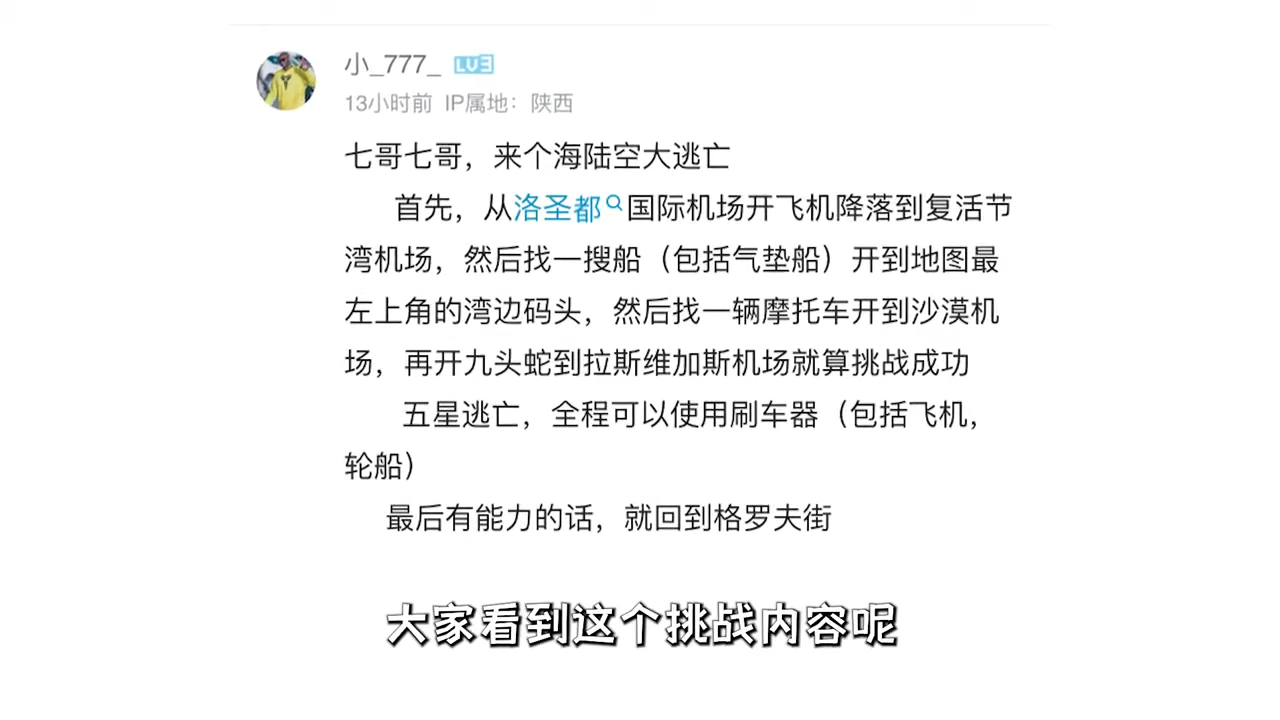 小_777_ LV3
13小时前 IP属地：陕西
七哥七哥，来个海陆空大逃亡
首先，从洛圣都国际机场开飞机降落到复活节
湾机场，然后找一搜船（包括气垫船）开到地图最
左上角的湾边码头，然后找一辆摩托车开到沙漠机
场，再开九头蛇到拉斯维加斯机场就算挑战成功
五星逃亡，全程可以使用刷车器（包括飞机，
轮船）
最后有能力的话，就回到格罗夫街
大家看到这个挑战内容呢